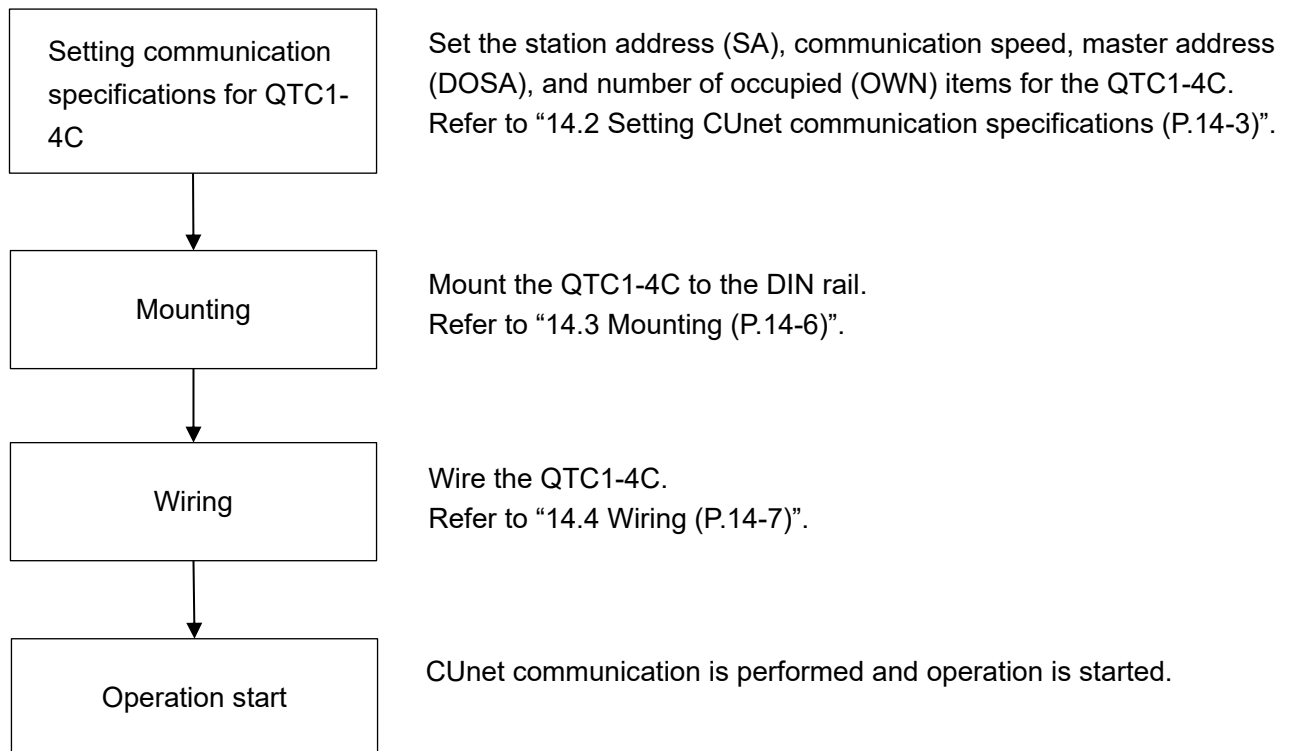 Setting communication
specifications for QTC1-
4C
Set the station address (SA), communication speed, master address
(DOSA), and number of occupied (OWN) items for the QTC1-4C.
Refer to “14.2 Setting CUnet communication specifications (P.14-3)”.
Mounting
Mount the QTC1-4C to the DIN rail.
Refer to “14.3 Mounting (P.14-6)”.
Wiring
Wire the QTC1-4C.
Refer to “14.4 Wiring (P.14-7)”.
Operation start
CUnet communication is performed and operation is started.